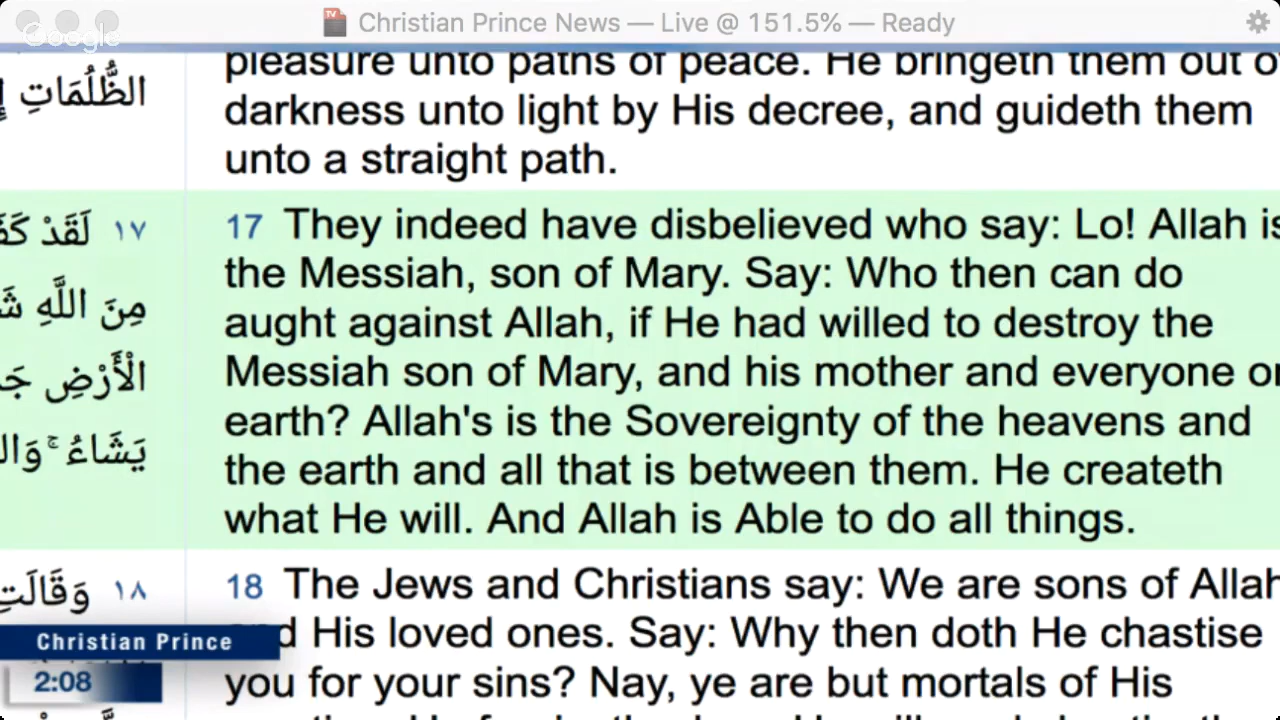 Christian Prince News — Live @ 151.5% — Ready
Google
pleasure unto paths of peace. He bringeth them out
darkness unto light by His decree, and guideth them
unto a straight path.
الظُّلُمَاتِ
17 They indeed have disbelieved who say: Lo! Allah is
the Messiah, son of Mary. Say: Who then can do
aught against Allah, if He had willed to destroy the
Messiah son of Mary, and his mother and everyone
earth? Allah's is the Sovereignty of the heavens and
the earth and all that is between them. He createth
what He will. And Allah is Able to do all things.
١٧ لَقَدْ
مِنَ اللَّهِ
الْأَرْضِ
يَشَاءُ ۚ
18 The Jews and Christians say: We are sons of Allah
His loved ones. Say: Why then doth He chastise
you for your sins? Nay, ye are but mortals of His
١٨ وَقَالَتِ
Christian Prince
2:08